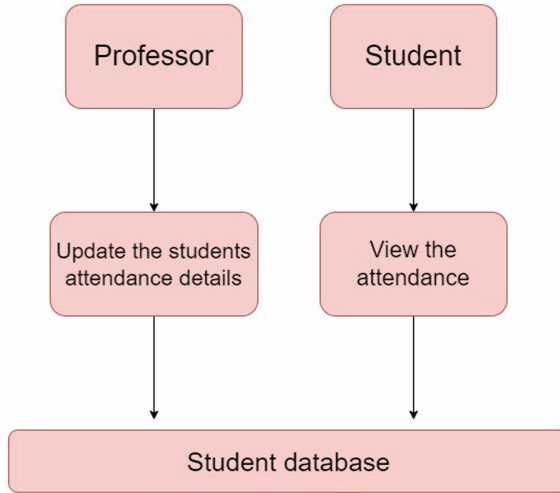 Professor
Student
Update the students
attendance details
View the
attendance
Student database